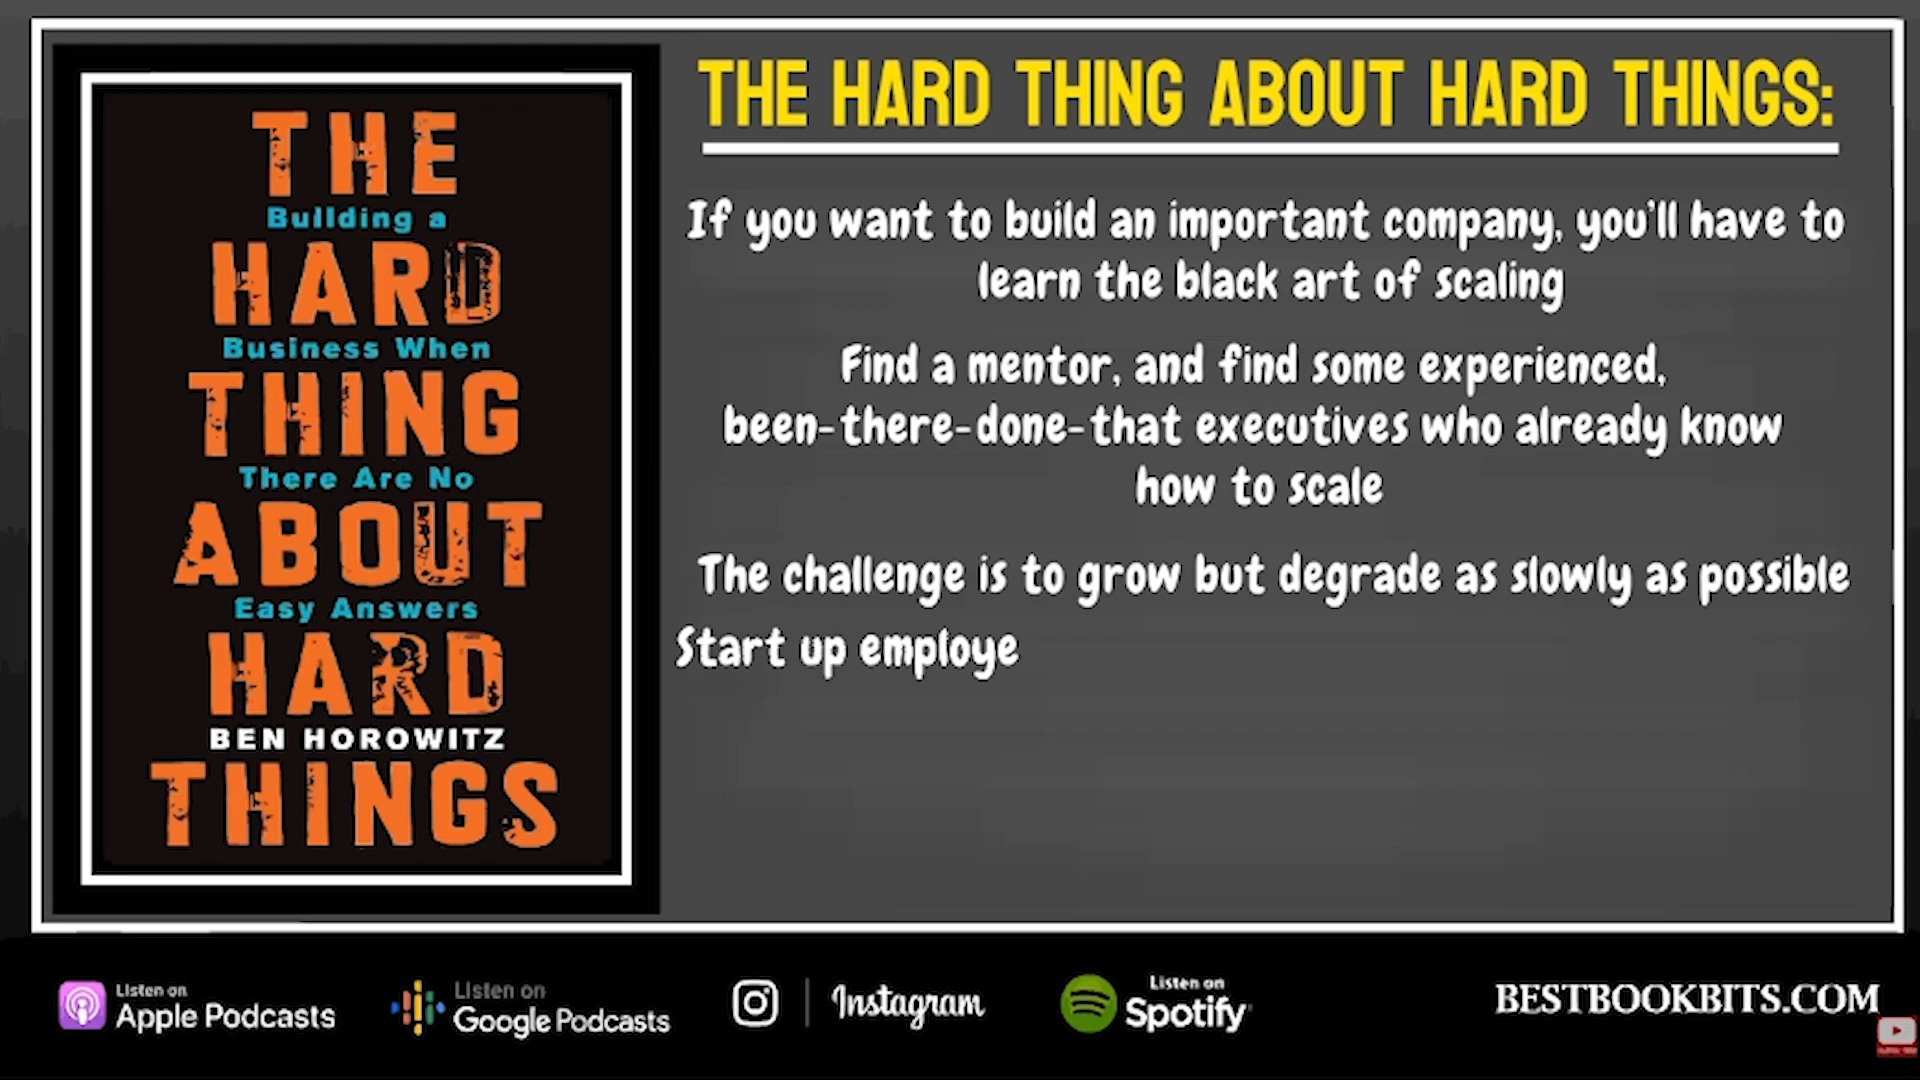 THE
Building a
HARD
Business When
THING
There Are No
ABOUT
Easy Answers
HARD
BEN HOROWITZ
THINGS
THE HARD THING ABOUT HARD THINGS:
If you want to build an important company, you'll have to
learn the black art of scaling
Find a mentor, and find some experienced,
been-there-done-that executives who already know
how to scale
The challenge is to grow but degrade as slowly as possible
Start up employe
Listen on
Apple Podcasts
Listen on
Google Podcasts
Instagram
Listen on
Spotify
BESTBOOKBITS.COM